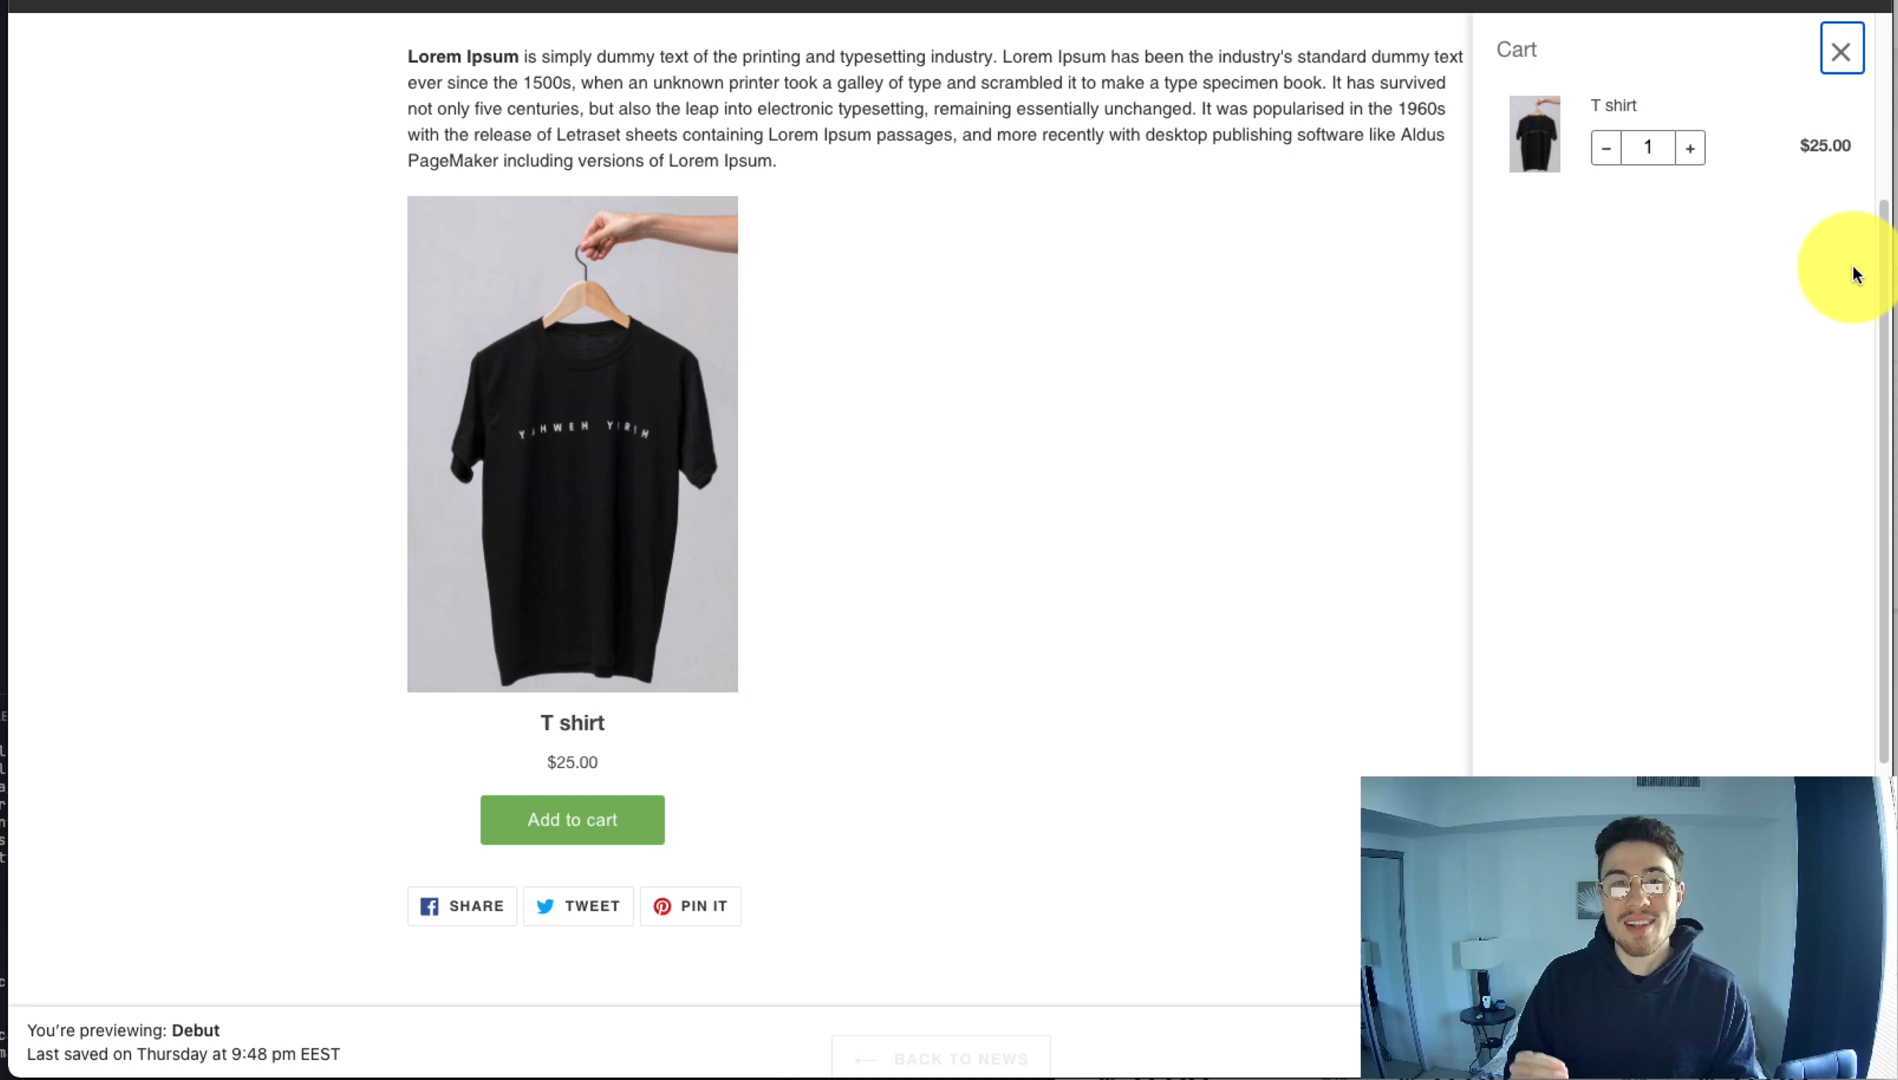 Lorem Ipsum is simply dummy text of the printing and typesetting industry. Lorem Ipsum has been the industry's standard dummy text
ever since the 1500s, when an unknown printer took a galley of type and scrambled it to make a type specimen book. It has survived
not only five centuries, but also the leap into electronic typesetting, remaining essentially unchanged. It was popularised in the 1960s
with the release of Letraset sheets containing Lorem Ipsum passages, and more recently with desktop publishing software like Aldus
PageMaker including versions of Lorem Ipsum.
Cart
T shirt
− 1 +
$25.00
T shirt
$25.00
Add to cart
SHARE
TWEET
PIN IT
You're previewing: Debut
Last saved on Thursday at 9:48 pm EEST
← BACK TO NEWS